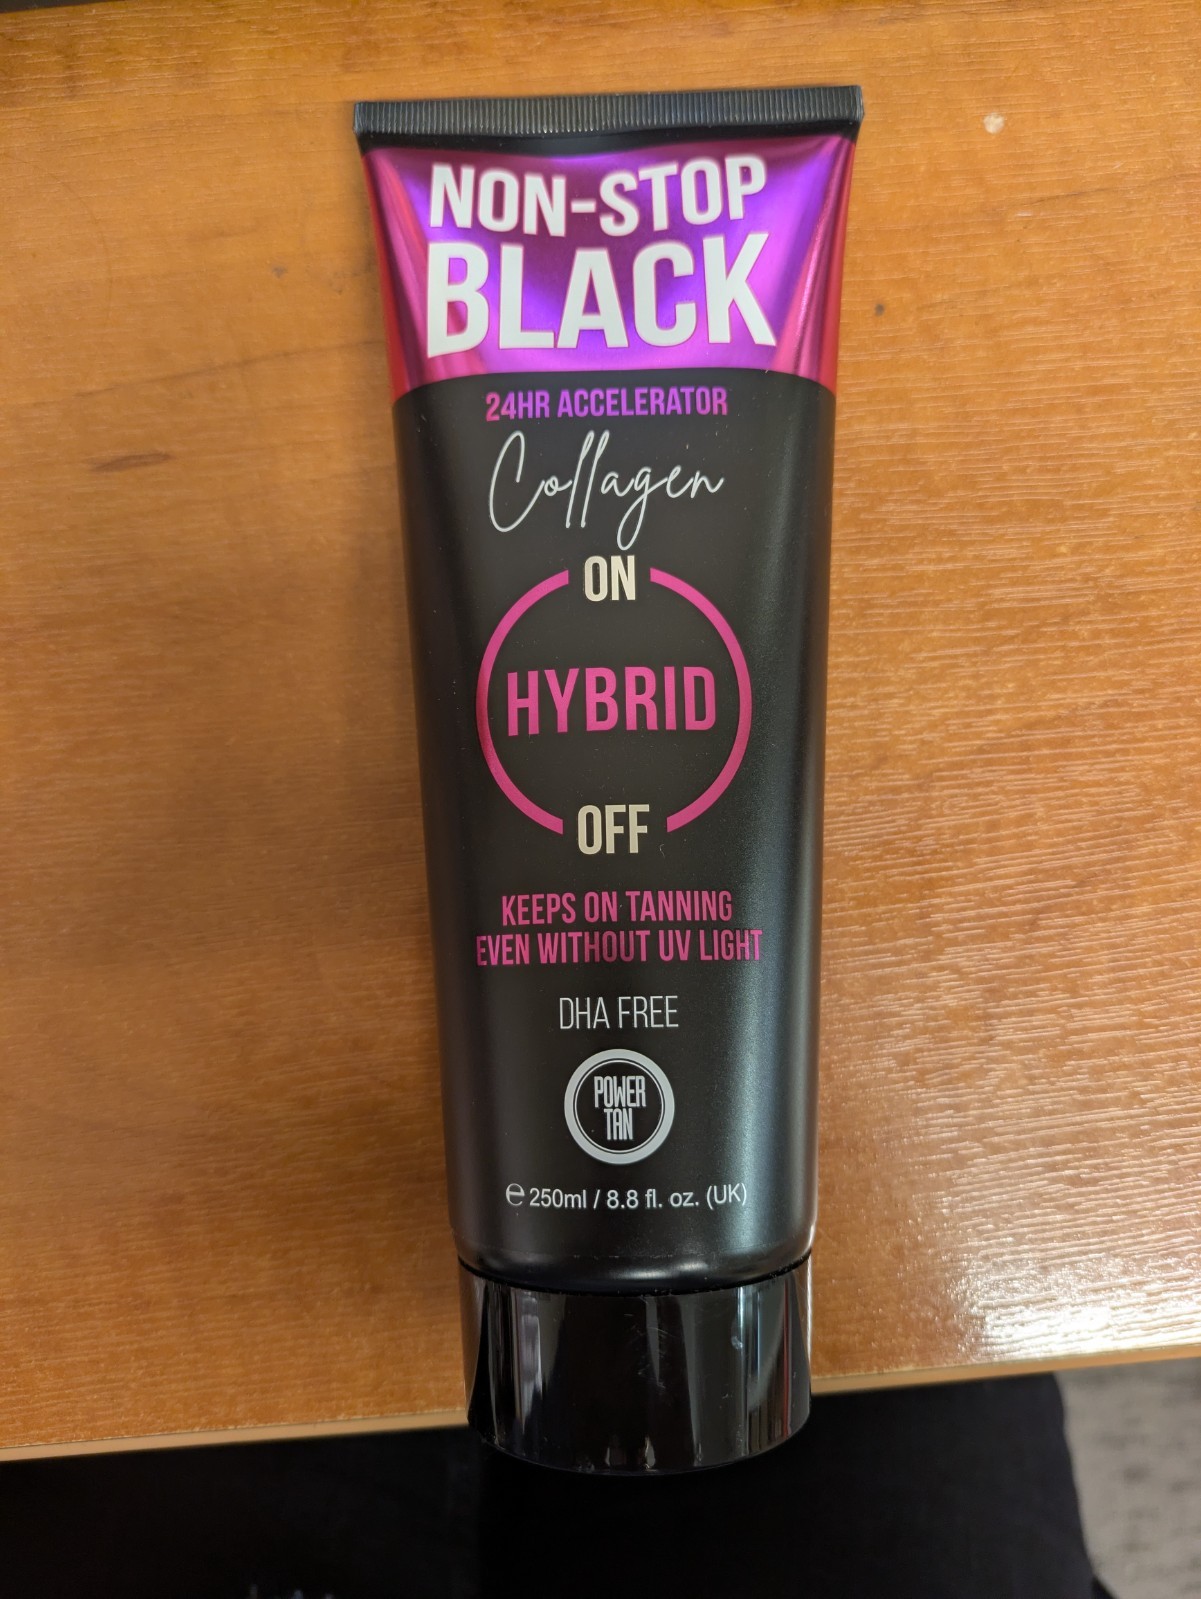 NON-STOP
BLACK
24HR ACCELERATOR
Collagen
ON
HYBRID
OFF
KEEPS ON TANNING
EVEN WITHOUT UV LIGHT
DHA FREE
POWER
TAN
℮ 250ml / 8.8 fl. oz. (UK)